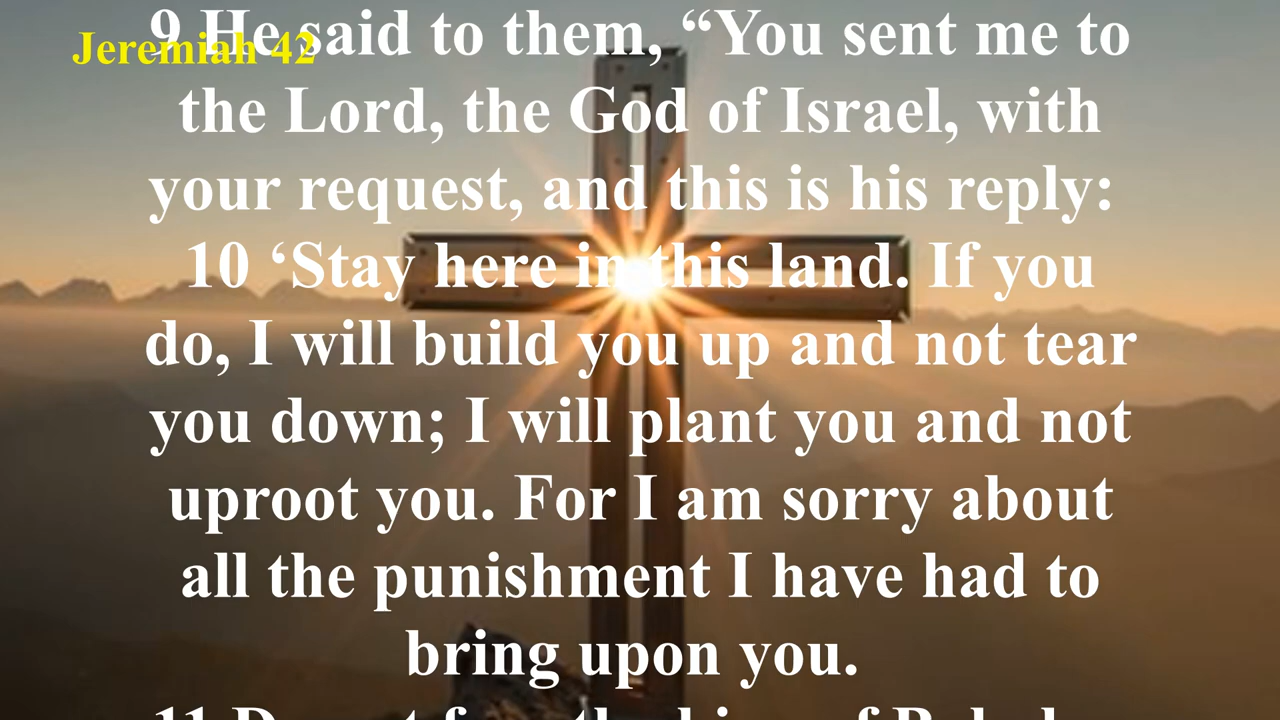 Jeremiah 42
9 He said to them, “You sent me to
the Lord, the God of Israel, with
your request, and this is his reply:
10 ‘Stay here in this land. If you
do, I will build you up and not tear
you down; I will plant you and not
uproot you. For I am sorry about
all the punishment I have had to
bring upon you.